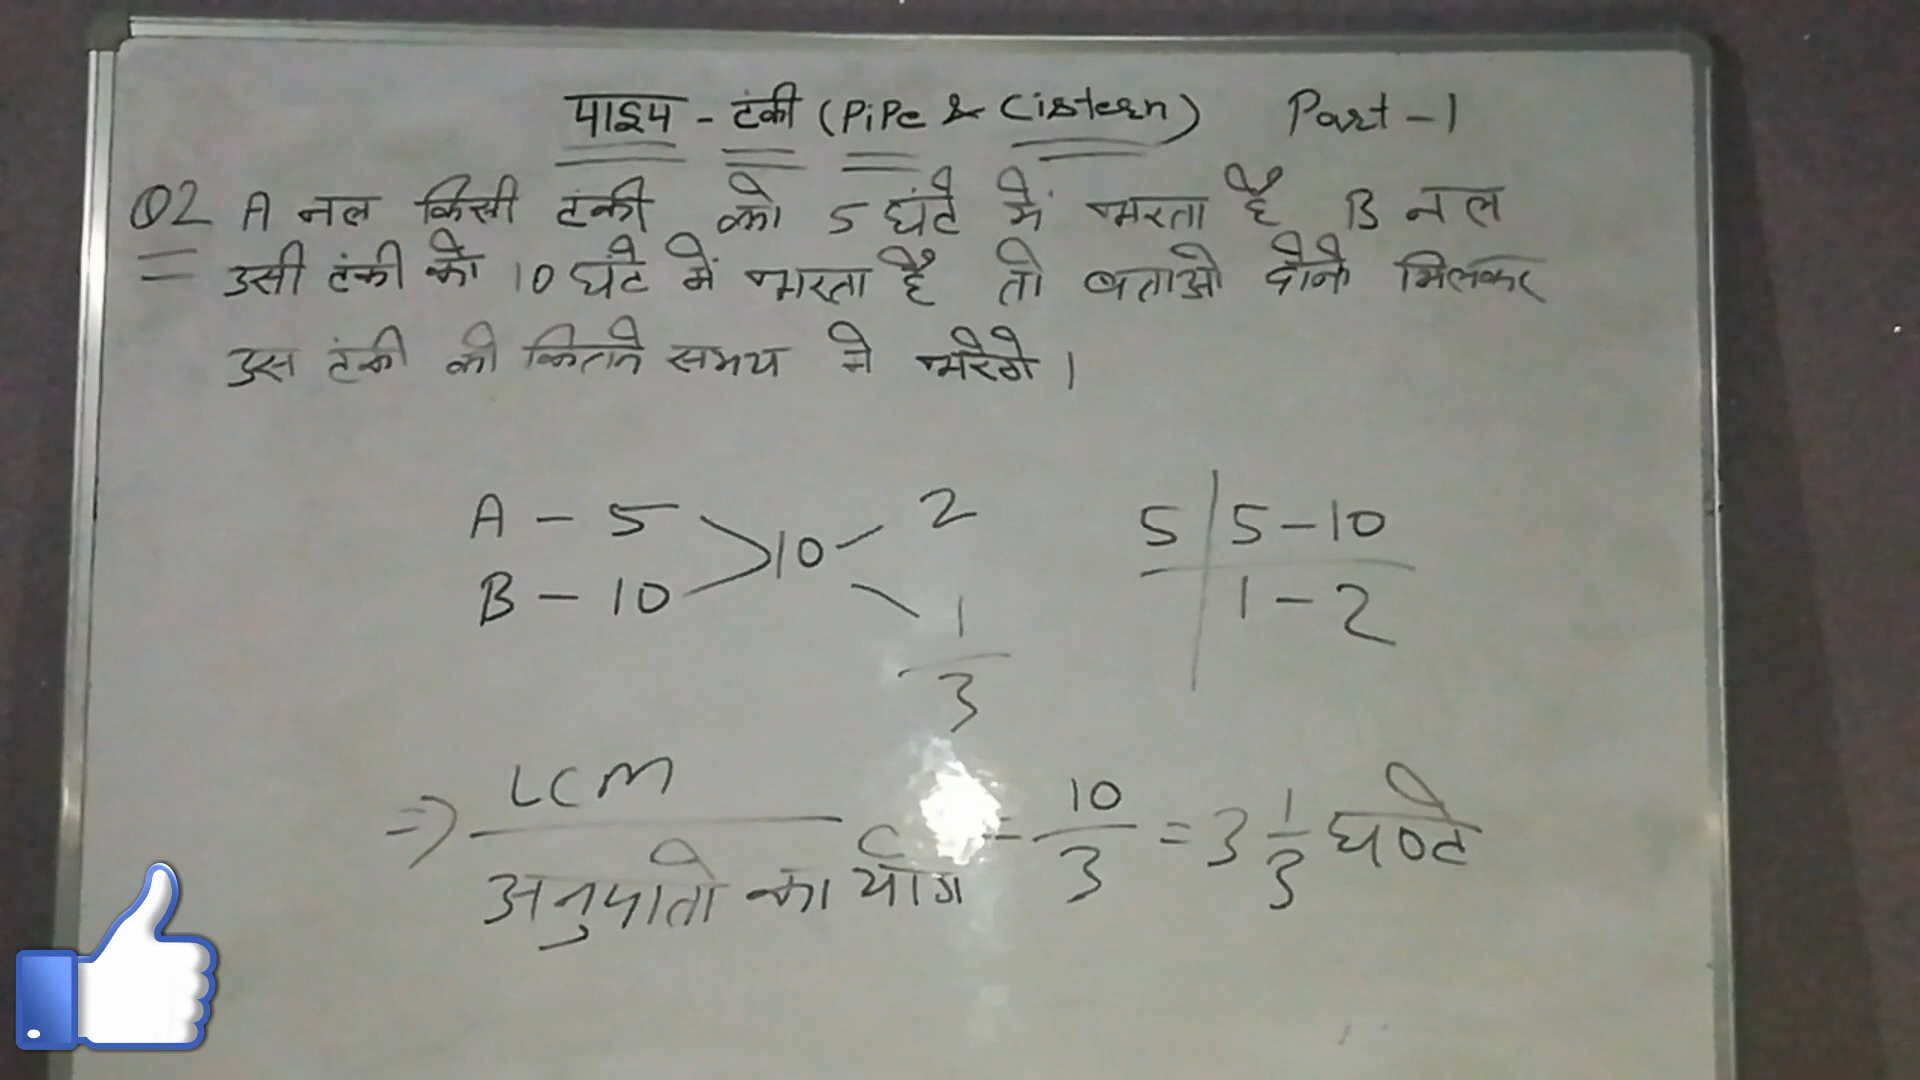 पाइप - टंकी (PiPe & Cistern) Part-1
Q2 A नल किसी टंकी को 5 घंटे में भरता है B नल
उसी टंकी को 10 घंटे में भरता है तो बताओ दोनो मिलकर
उस टंकी को कितने समय मे भरेगे।
A - 5 > 10 - 2 5 | 5 - 10
B - 10 1 1 - 2
3
⇒ LCM / अनुपातो का योग = 10/3 = 3 1/3 घण्टे